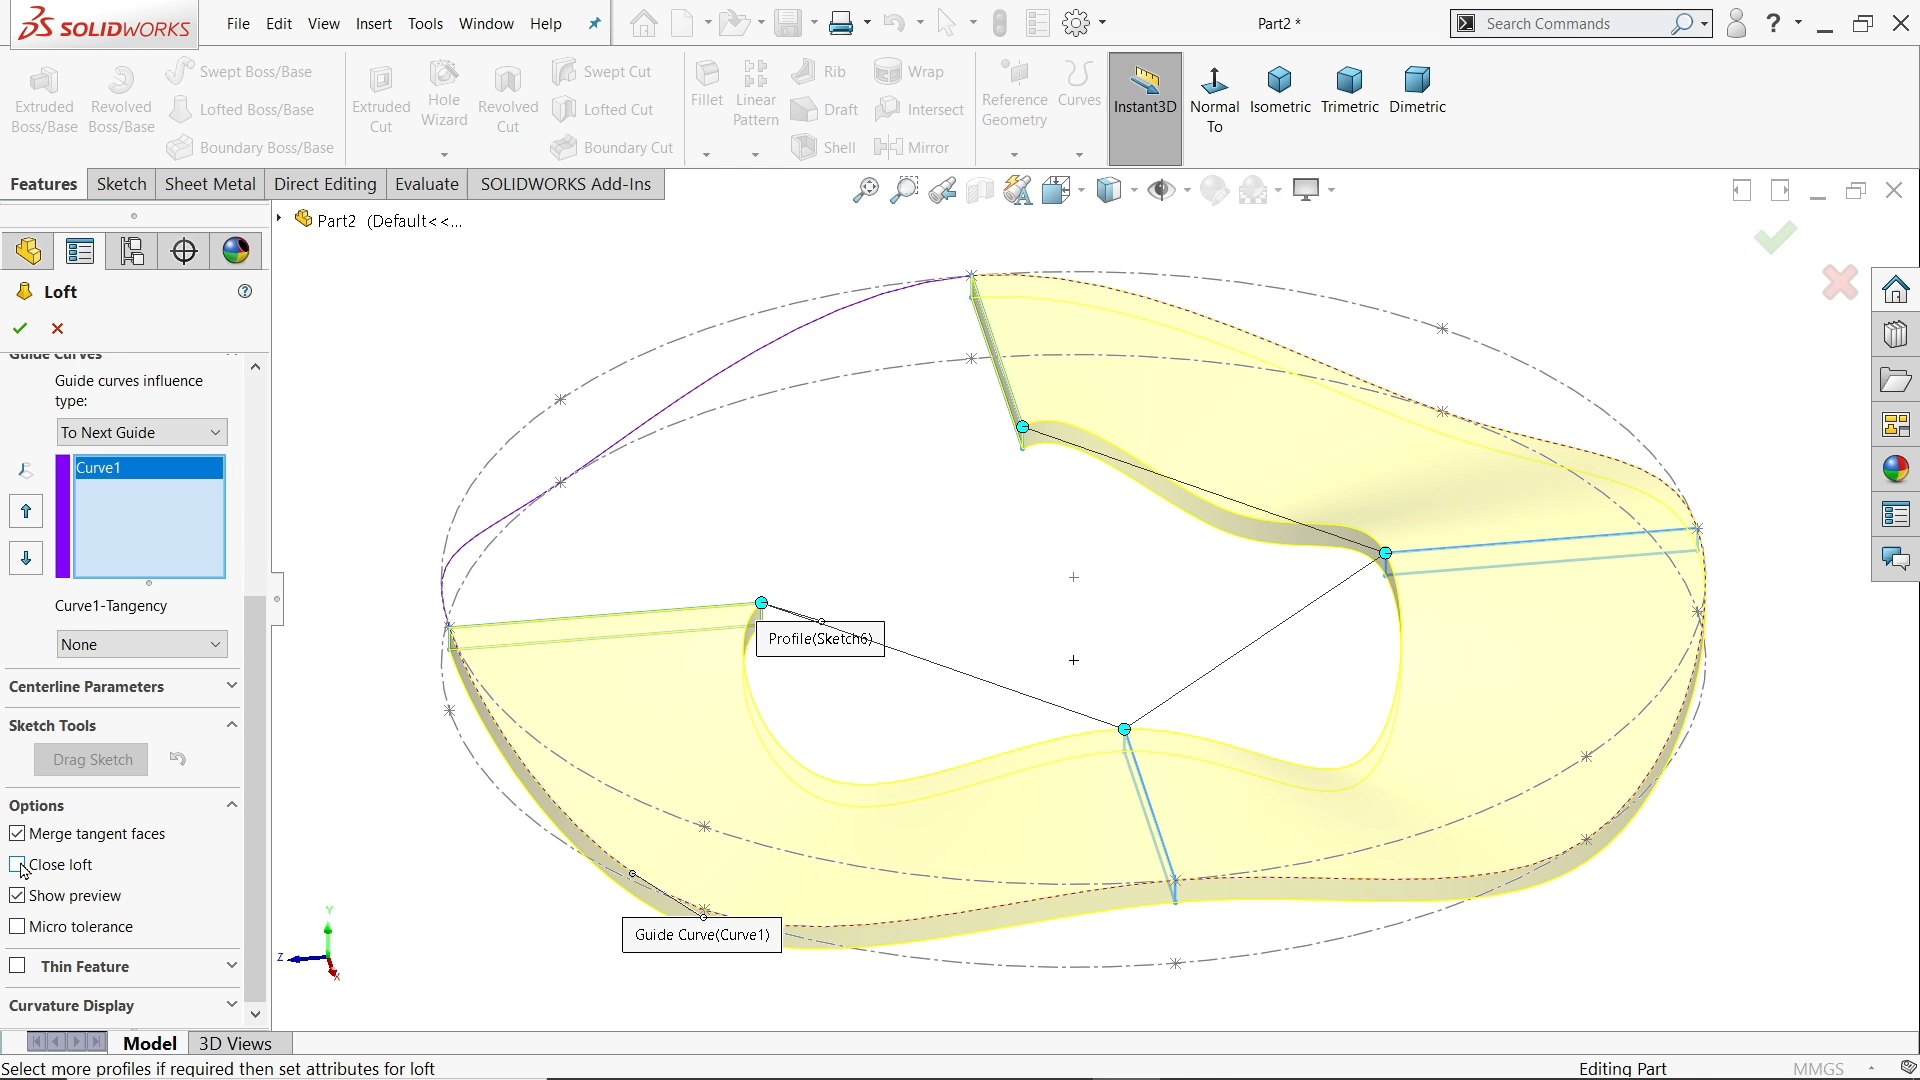 SOLIDWORKS
File Edit View Insert Tools Window Help
Part2 *
Search Commands
?
Extruded Boss/Base
Revolved Boss/Base
Swept Boss/Base
Lofted Boss/Base
Boundary Boss/Base
Extruded Cut
Hole Wizard
Revolved Cut
Swept Cut
Lofted Cut
Boundary Cut
Fillet
Linear Pattern
Rib
Draft
Shell
Wrap
Intersect
Mirror
Reference Geometry
Curves
Instant3D
Normal To
Isometric
Trimetric
Dimetric
Features Sketch Sheet Metal Direct Editing Evaluate SOLIDWORKS Add-Ins
Part2 (Default<<...
Loft
Guide Curves
Guide curves influence
type:
To Next Guide
Curve1
Curve1-Tangency
None
Centerline Parameters
Sketch Tools
Drag Sketch
Options
Merge tangent faces
Close loft
Show preview
Micro tolerance
Thin Feature
Curvature Display
Profile(Sketch6)
Guide Curve(Curve1)
Y
Z
X
Model 3D Views
Select more profiles if required then set attributes for loft
Editing Part
MMGS